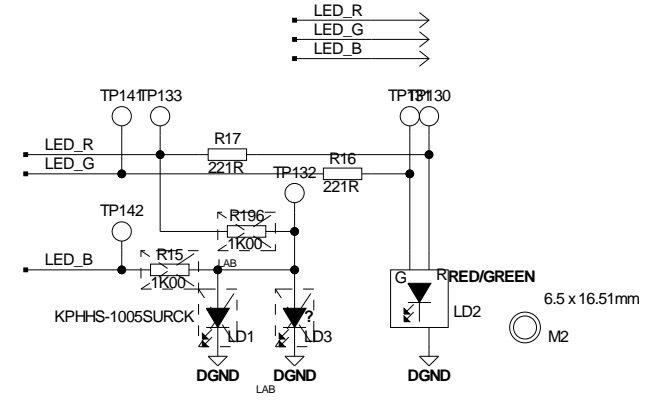 LED_R
LED_G
LED_B
TP141
TP133
TP131
TP130
LED_R
R17
LED_G
221R
R16
TP132
221R
TP142
R196
1K00
LED_B
R15
LAB
1K00
G
R
RED/GREEN
KPHHS-1005SURCK
LD1
?
LD3
LD2
6.5 x 16.51mm
M2
DGND
DGND
DGND
LAB